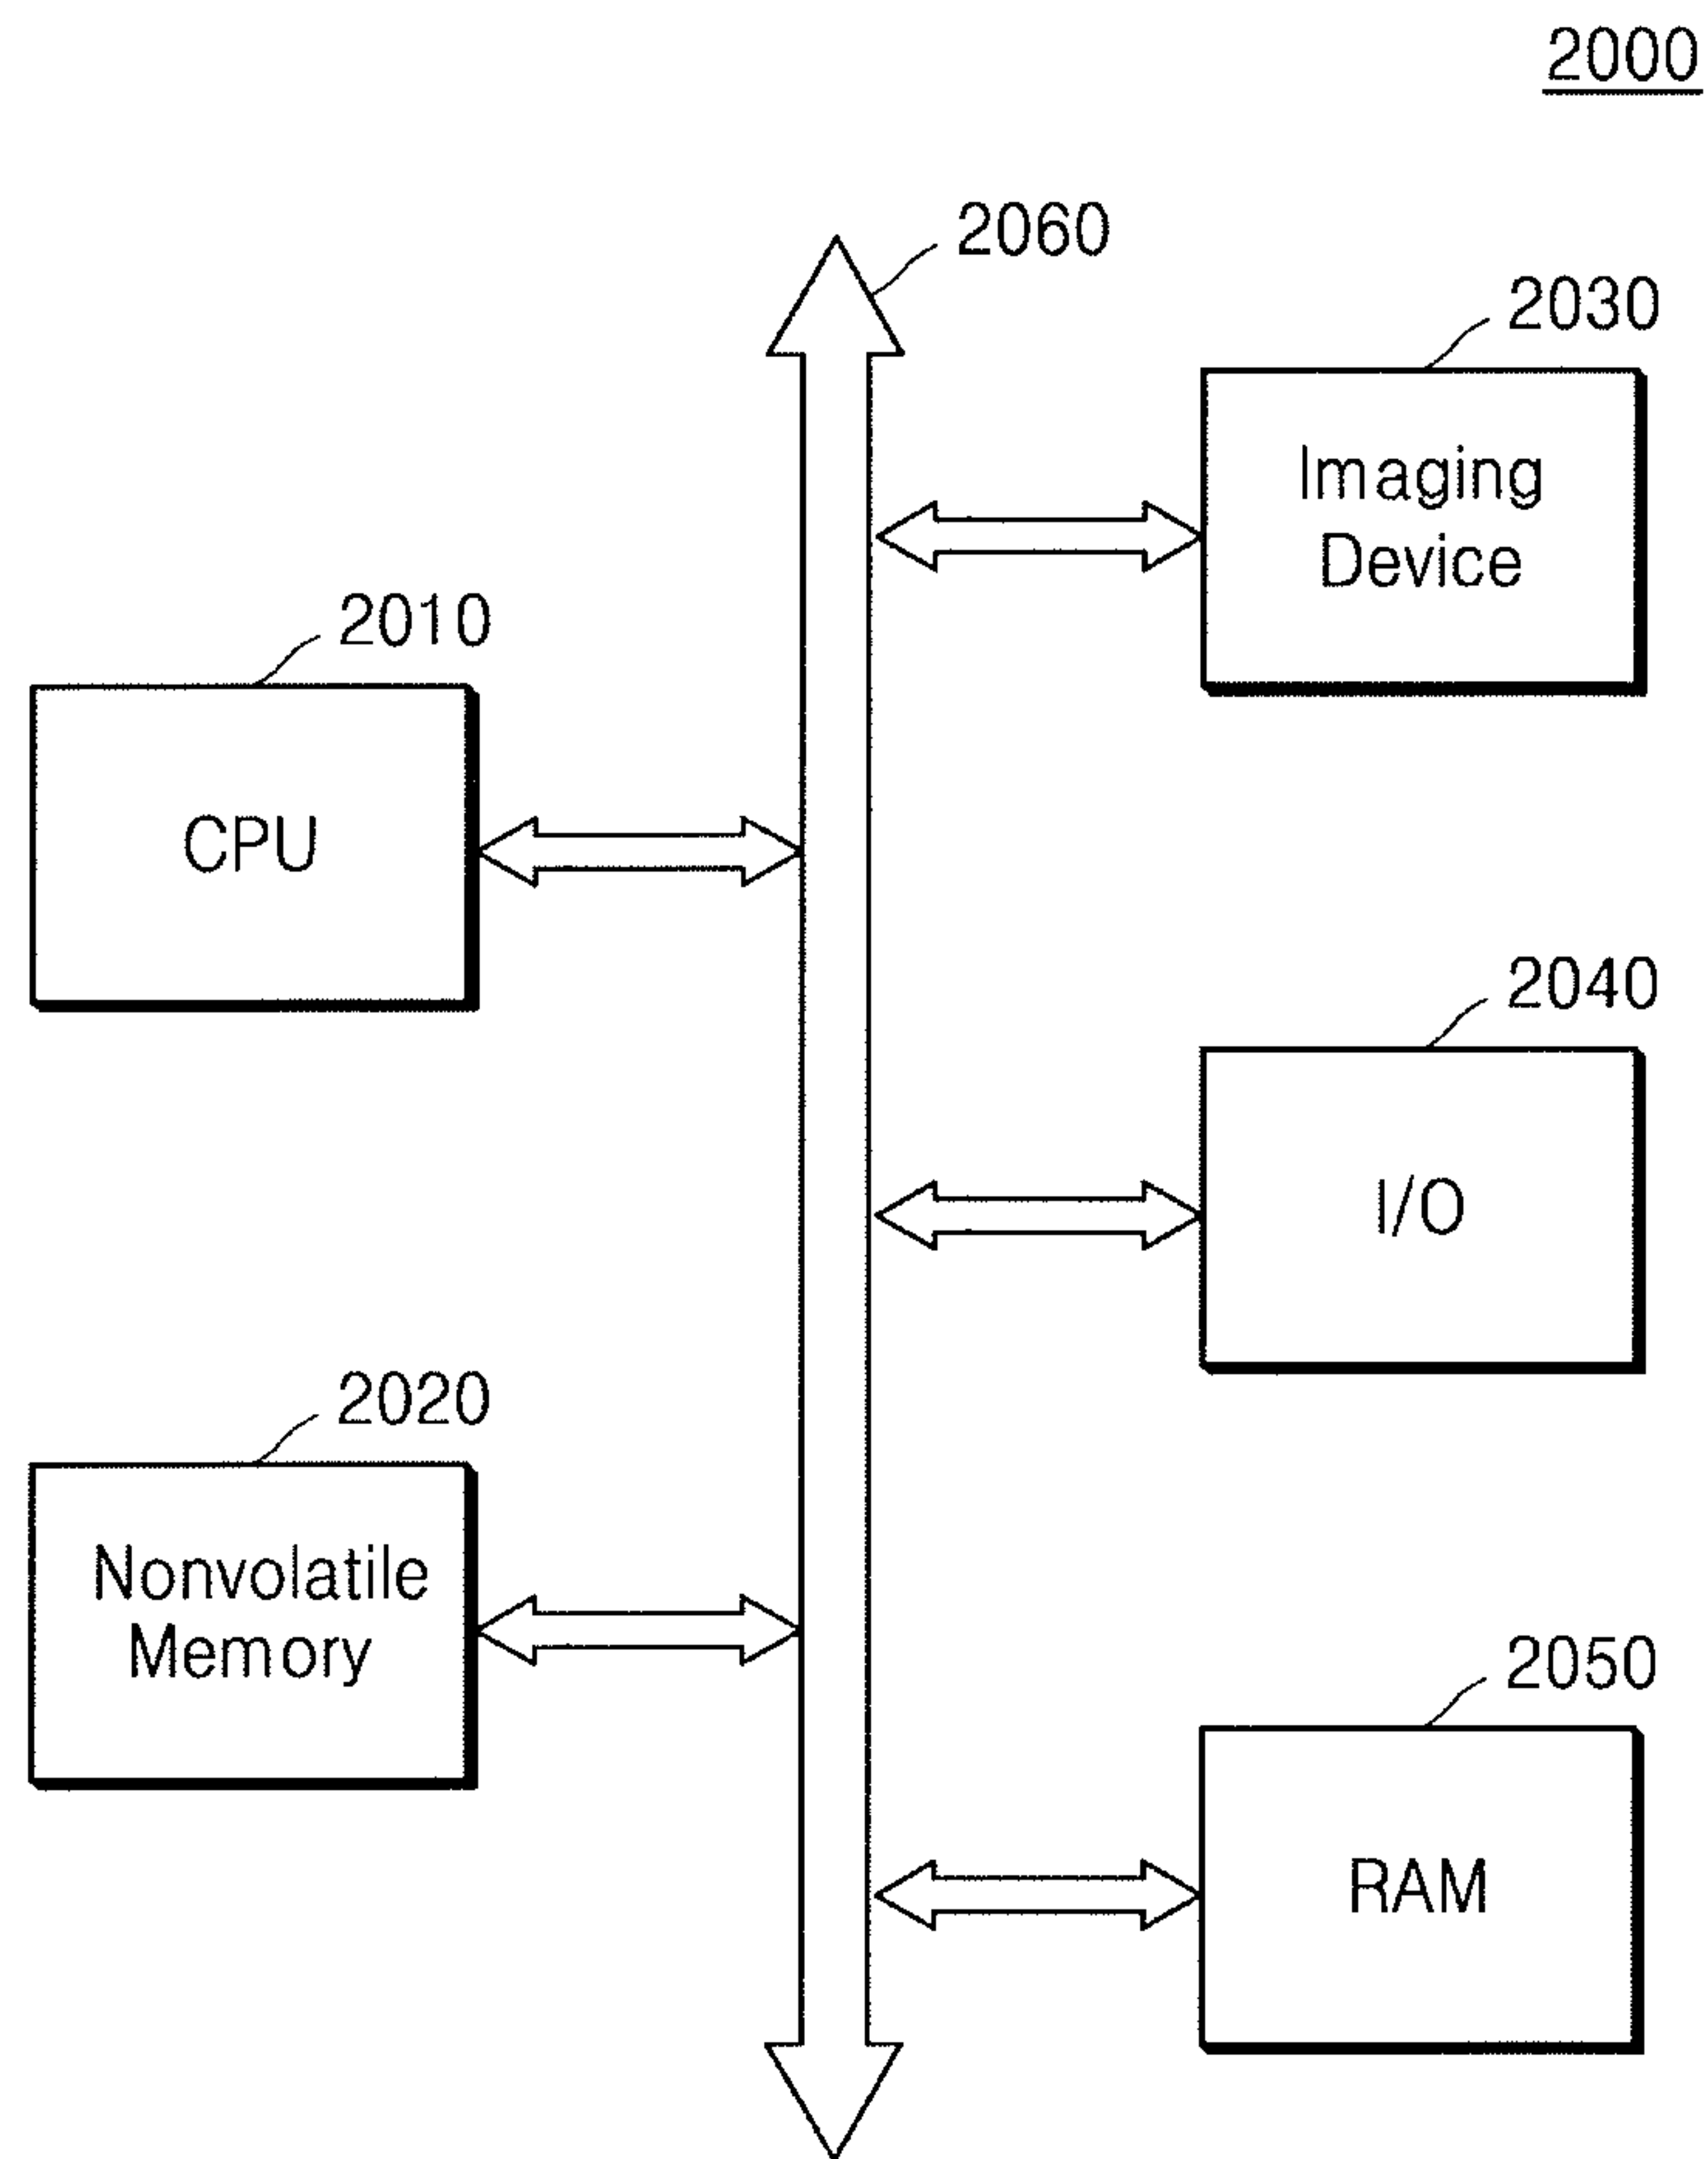 2000
2060
2030
Imaging
Device
2010
CPU
2040
I/O
2020
Nonvolatile
Memory
2050
RAM